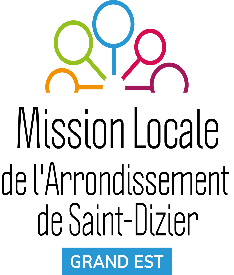 Mission Locale
de l'Arrondissement
de Saint-Dizier
GRAND EST